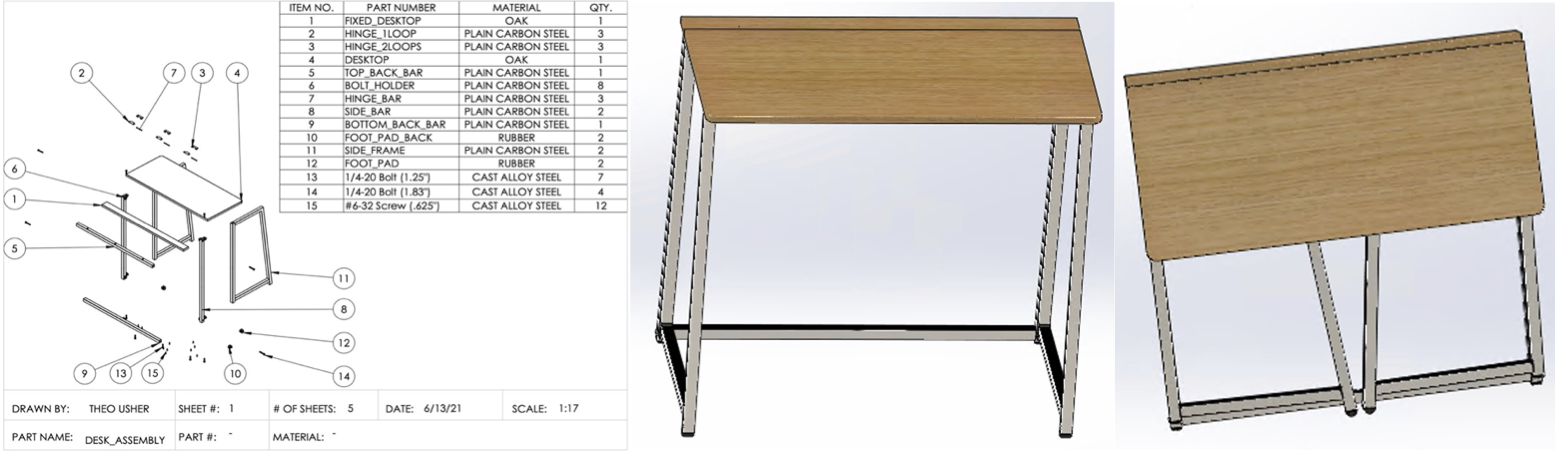 ITEM NO. PART NUMBER MATERIAL QTY.
1 FIXED_DESKTOP OAK 1
2 HINGE_1LOOP PLAIN CARBON STEEL 3
3 HINGE_2LOOPS PLAIN CARBON STEEL 3
4 DESKTOP OAK 1
5 TOP_BACK_BAR PLAIN CARBON STEEL 1
6 BOLT_HOLDER PLAIN CARBON STEEL 8
7 HINGE_BAR PLAIN CARBON STEEL 3
8 SIDE_BAR PLAIN CARBON STEEL 2
9 BOTTOM_BACK_BAR PLAIN CARBON STEEL 1
10 FOOT_PAD_BACK RUBBER 2
11 SIDE_FRAME PLAIN CARBON STEEL 2
12 FOOT_PAD RUBBER 2
13 1/4-20 Bolt (1.25") CAST ALLOY STEEL 7
14 1/4-20 Bolt (1.83") CAST ALLOY STEEL 4
15 #6-32 Screw (.625") CAST ALLOY STEEL 12
2 7 3 4
6
1
5
11
8
12
9 13 15 10 14
DRAWN BY: THEO USHER SHEET #: 1 # OF SHEETS: 5 DATE: 6/13/21 SCALE: 1:17
PART NAME: DESK_ASSEMBLY PART #: - MATERIAL: -